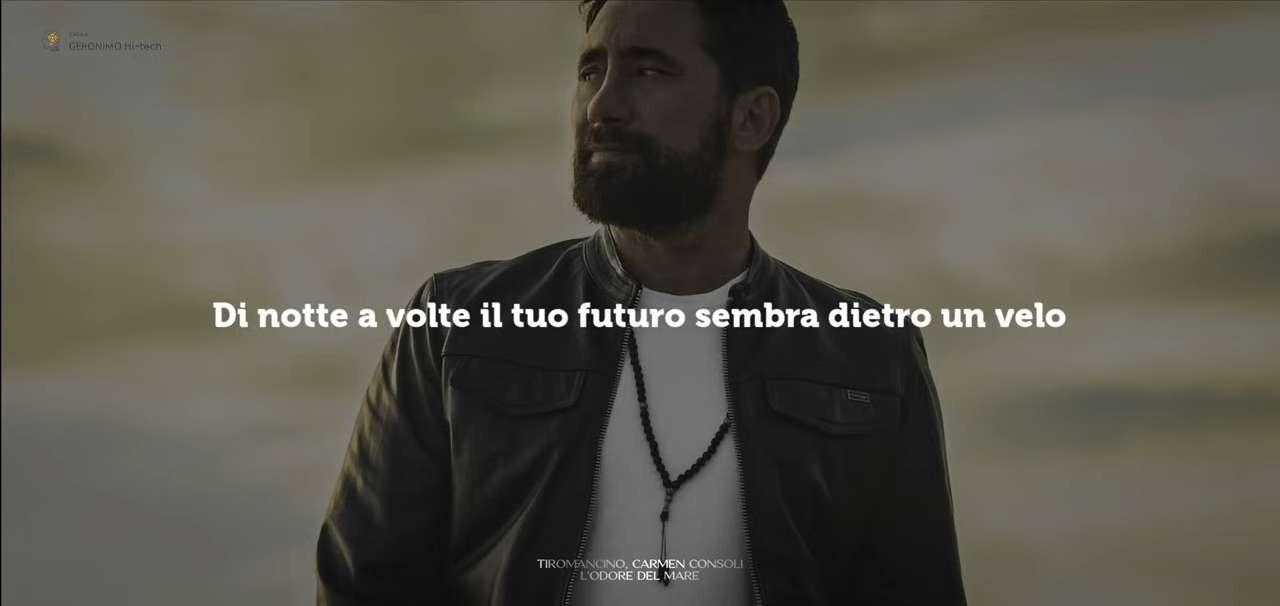 GERONIMO Hi-tech
Di notte a volte il tuo futuro sembra dietro un velo
TIROMANCINO, CARMEN CONSOLI
L'ODORE DEL MARE